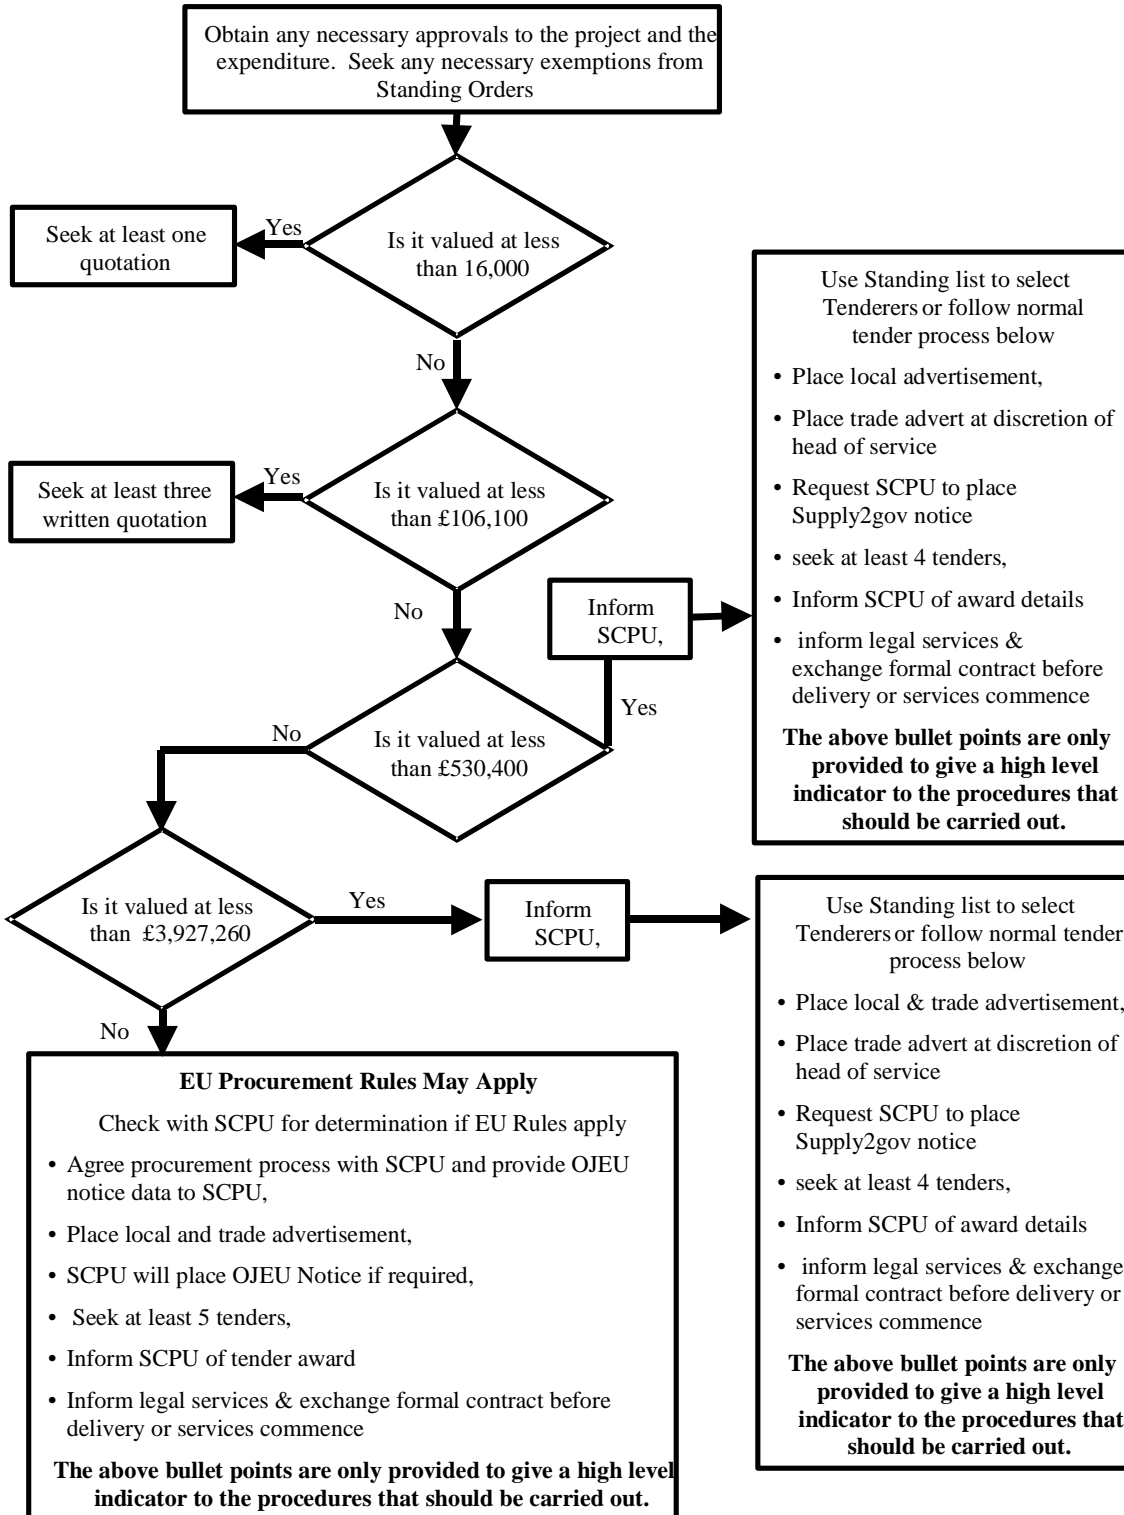 Obtain any necessary approvals to the project and the
expenditure. Seek any necessary exemptions from
Standing Orders
Is it valued at less
than 16,000
Yes
Seek at least one
quotation
No
Is it valued at less
than £106,100
Yes
Seek at least three
written quotation
No
Is it valued at less
than £530,400
Yes
Inform
SCPU,
Use Standing list to select
Tenderers or follow normal
tender process below
• Place local advertisement,
• Place trade advert at discretion of
head of service
• Request SCPU to place
Supply2gov notice
• seek at least 4 tenders,
• Inform SCPU of award details
• inform legal services &
exchange formal contract before
delivery or services commence
The above bullet points are only
provided to give a high level
indicator to the procedures that
should be carried out.
No
Is it valued at less
than £3,927,260
Yes
Inform
SCPU,
Use Standing list to select
Tenderers or follow normal tender
process below
• Place local & trade advertisement,
• Place trade advert at discretion of
head of service
• Request SCPU to place
Supply2gov notice
• seek at least 4 tenders,
• Inform SCPU of award details
• inform legal services & exchange
formal contract before delivery or
services commence
The above bullet points are only
provided to give a high level
indicator to the procedures that
should be carried out.
No
EU Procurement Rules May Apply
Check with SCPU for determination if EU Rules apply
• Agree procurement process with SCPU and provide OJEU
notice data to SCPU,
• Place local and trade advertisement,
• SCPU will place OJEU Notice if required,
• Seek at least 5 tenders,
• Inform SCPU of tender award
• Inform legal services & exchange formal contract before
delivery or services commence
The above bullet points are only provided to give a high level
indicator to the procedures that should be carried out.